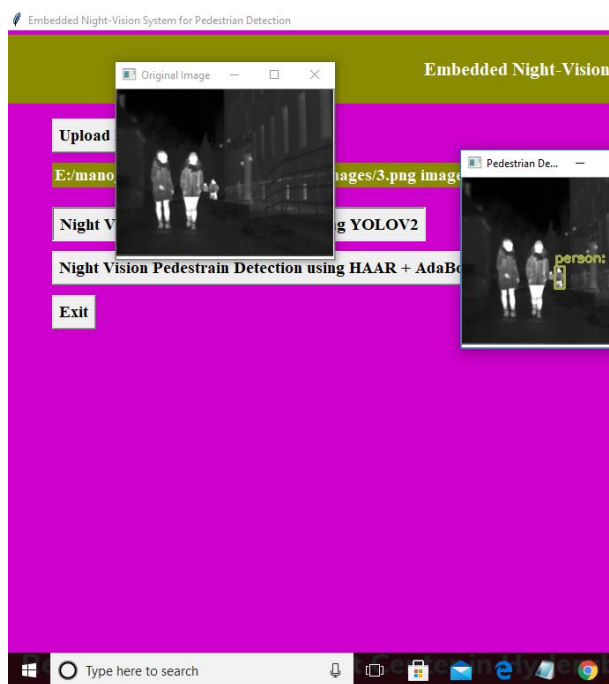 Embedded Night-Vision System for Pedestrian Detection
Embedded Night-Vision
Original Image
Upload
E:/mano
ages/3.png image
Pedestrian De...
person:
Night V
g YOLOV2
Night Vision Pedestrain Detection using HAAR + AdaBo
Exit
Type here to search